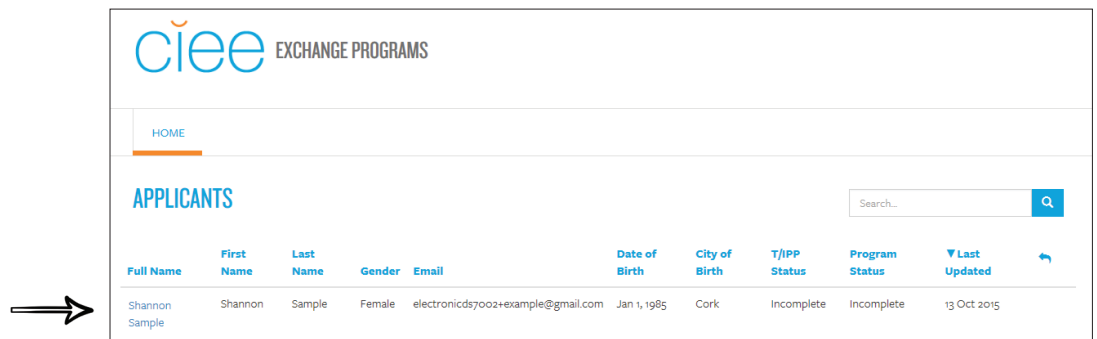 ciee EXCHANGE PROGRAMS
HOME
APPLICANTS
Search...
Full Name First Name Last Name Gender Email Date of Birth City of Birth T/IPP Status Program Status ▼Last Updated
Shannon Sample Shannon Sample Female electronicds7002+example@gmail.com Jan 1, 1985 Cork Incomplete Incomplete 13 Oct 2015